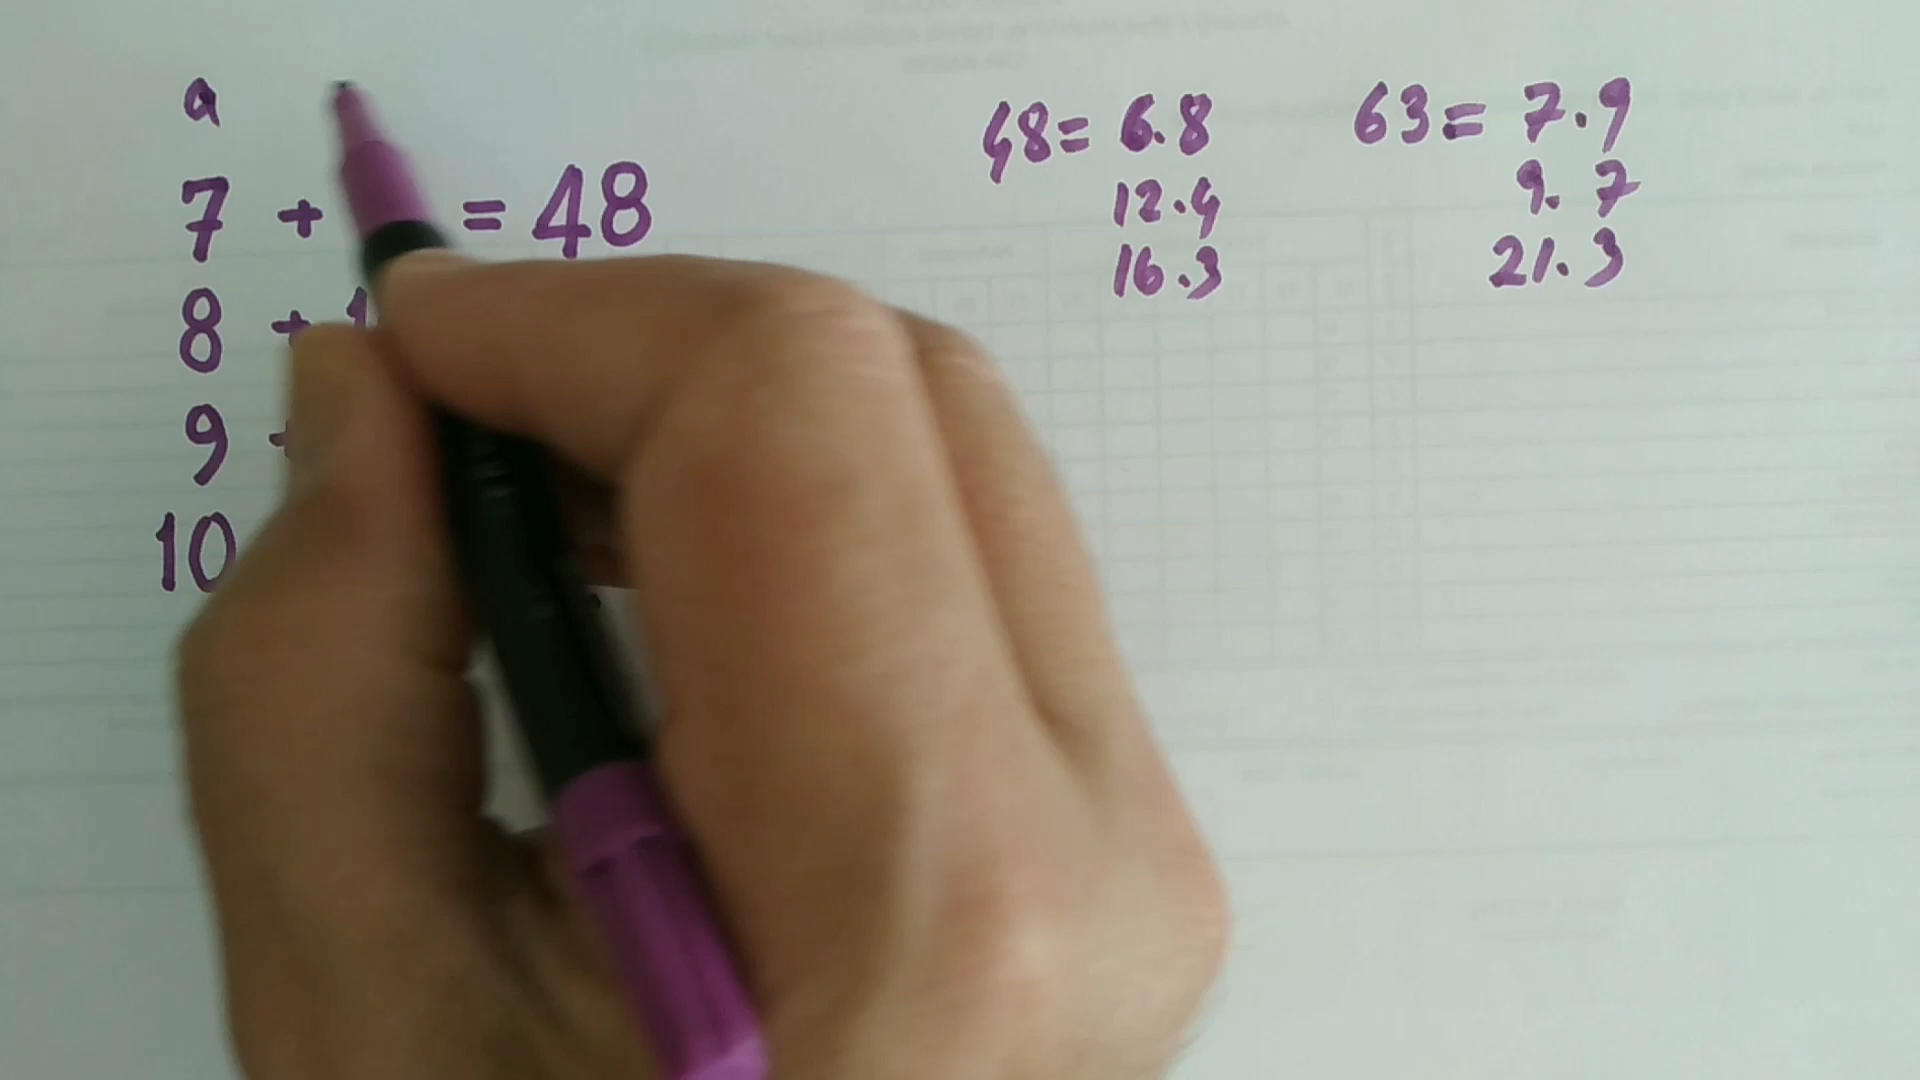 a
7 + = 48
8 + 1
9 +
10
48 = 6.8
12.4
16.3
63 = 7.9
9.7
21.3